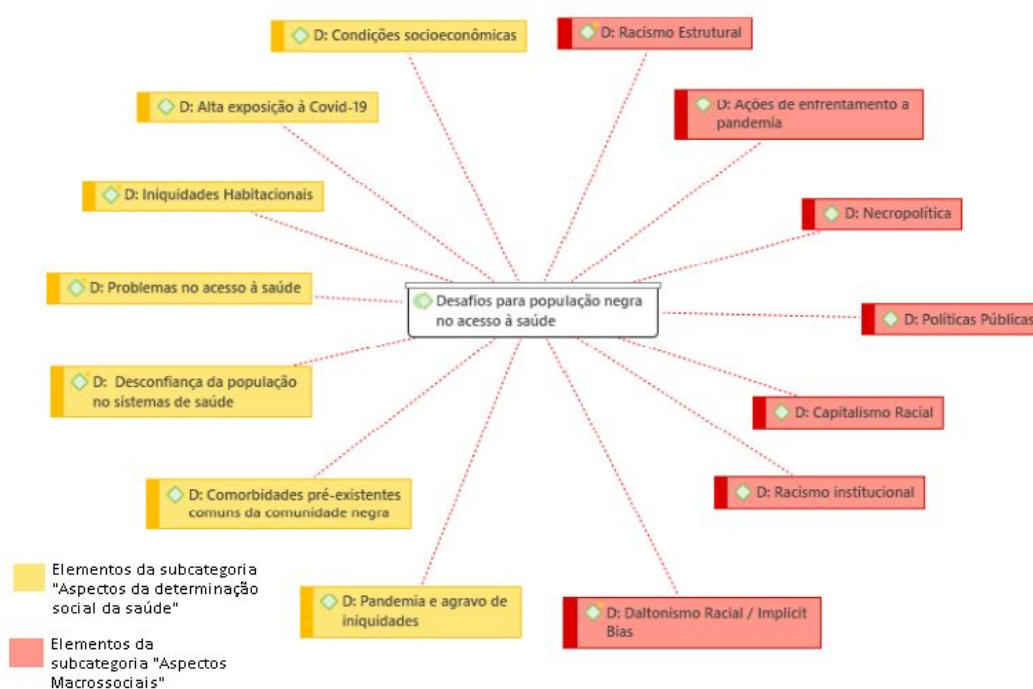 D: Condições socioeconômicas
D: Racismo Estrutural
D: Alta exposição à Covid-19
D: Ações de enfrentamento a
pandemia
D: Iniquidades Habitacionais
D: Necropolítica
D: Problemas no acesso à saúde
Desafios para população negra
no acesso à saúde
D: Políticas Públicas
D: Desconfiança da população
no sistemas de saúde
D: Capitalismo Racial
D: Comorbidades pré-existentes
comuns da comunidade negra
D: Racismo institucional
D: Pandemia e agravo de
iniquidades
D: Daltonismo Racial / Implicit
Bias
Elementos da subcategoria
"Aspectos da determinação
social da saúde"
Elementos da
subcategoria "Aspectos
Macrossociais"